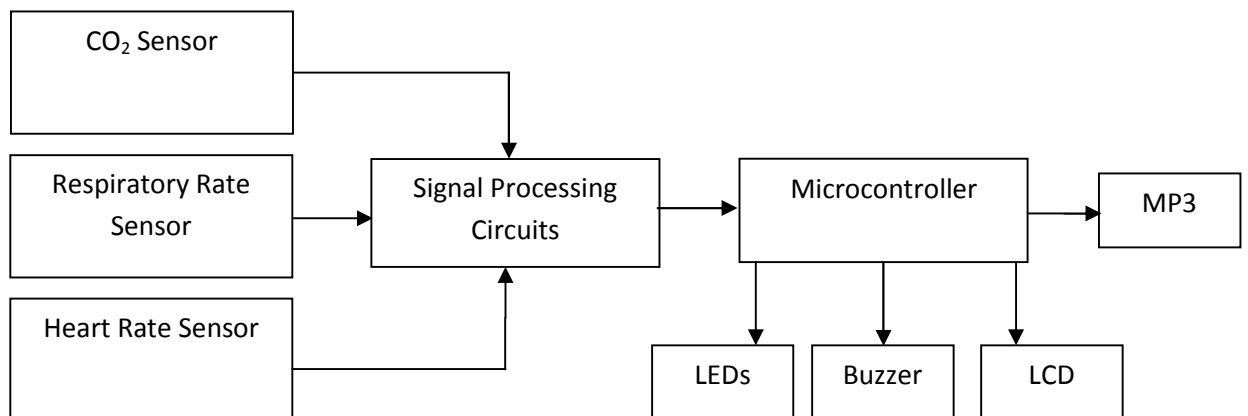 CO₂ Sensor
Respiratory Rate
Sensor
Heart Rate Sensor
Signal Processing
Circuits
Microcontroller
MP3
LEDs
Buzzer
LCD